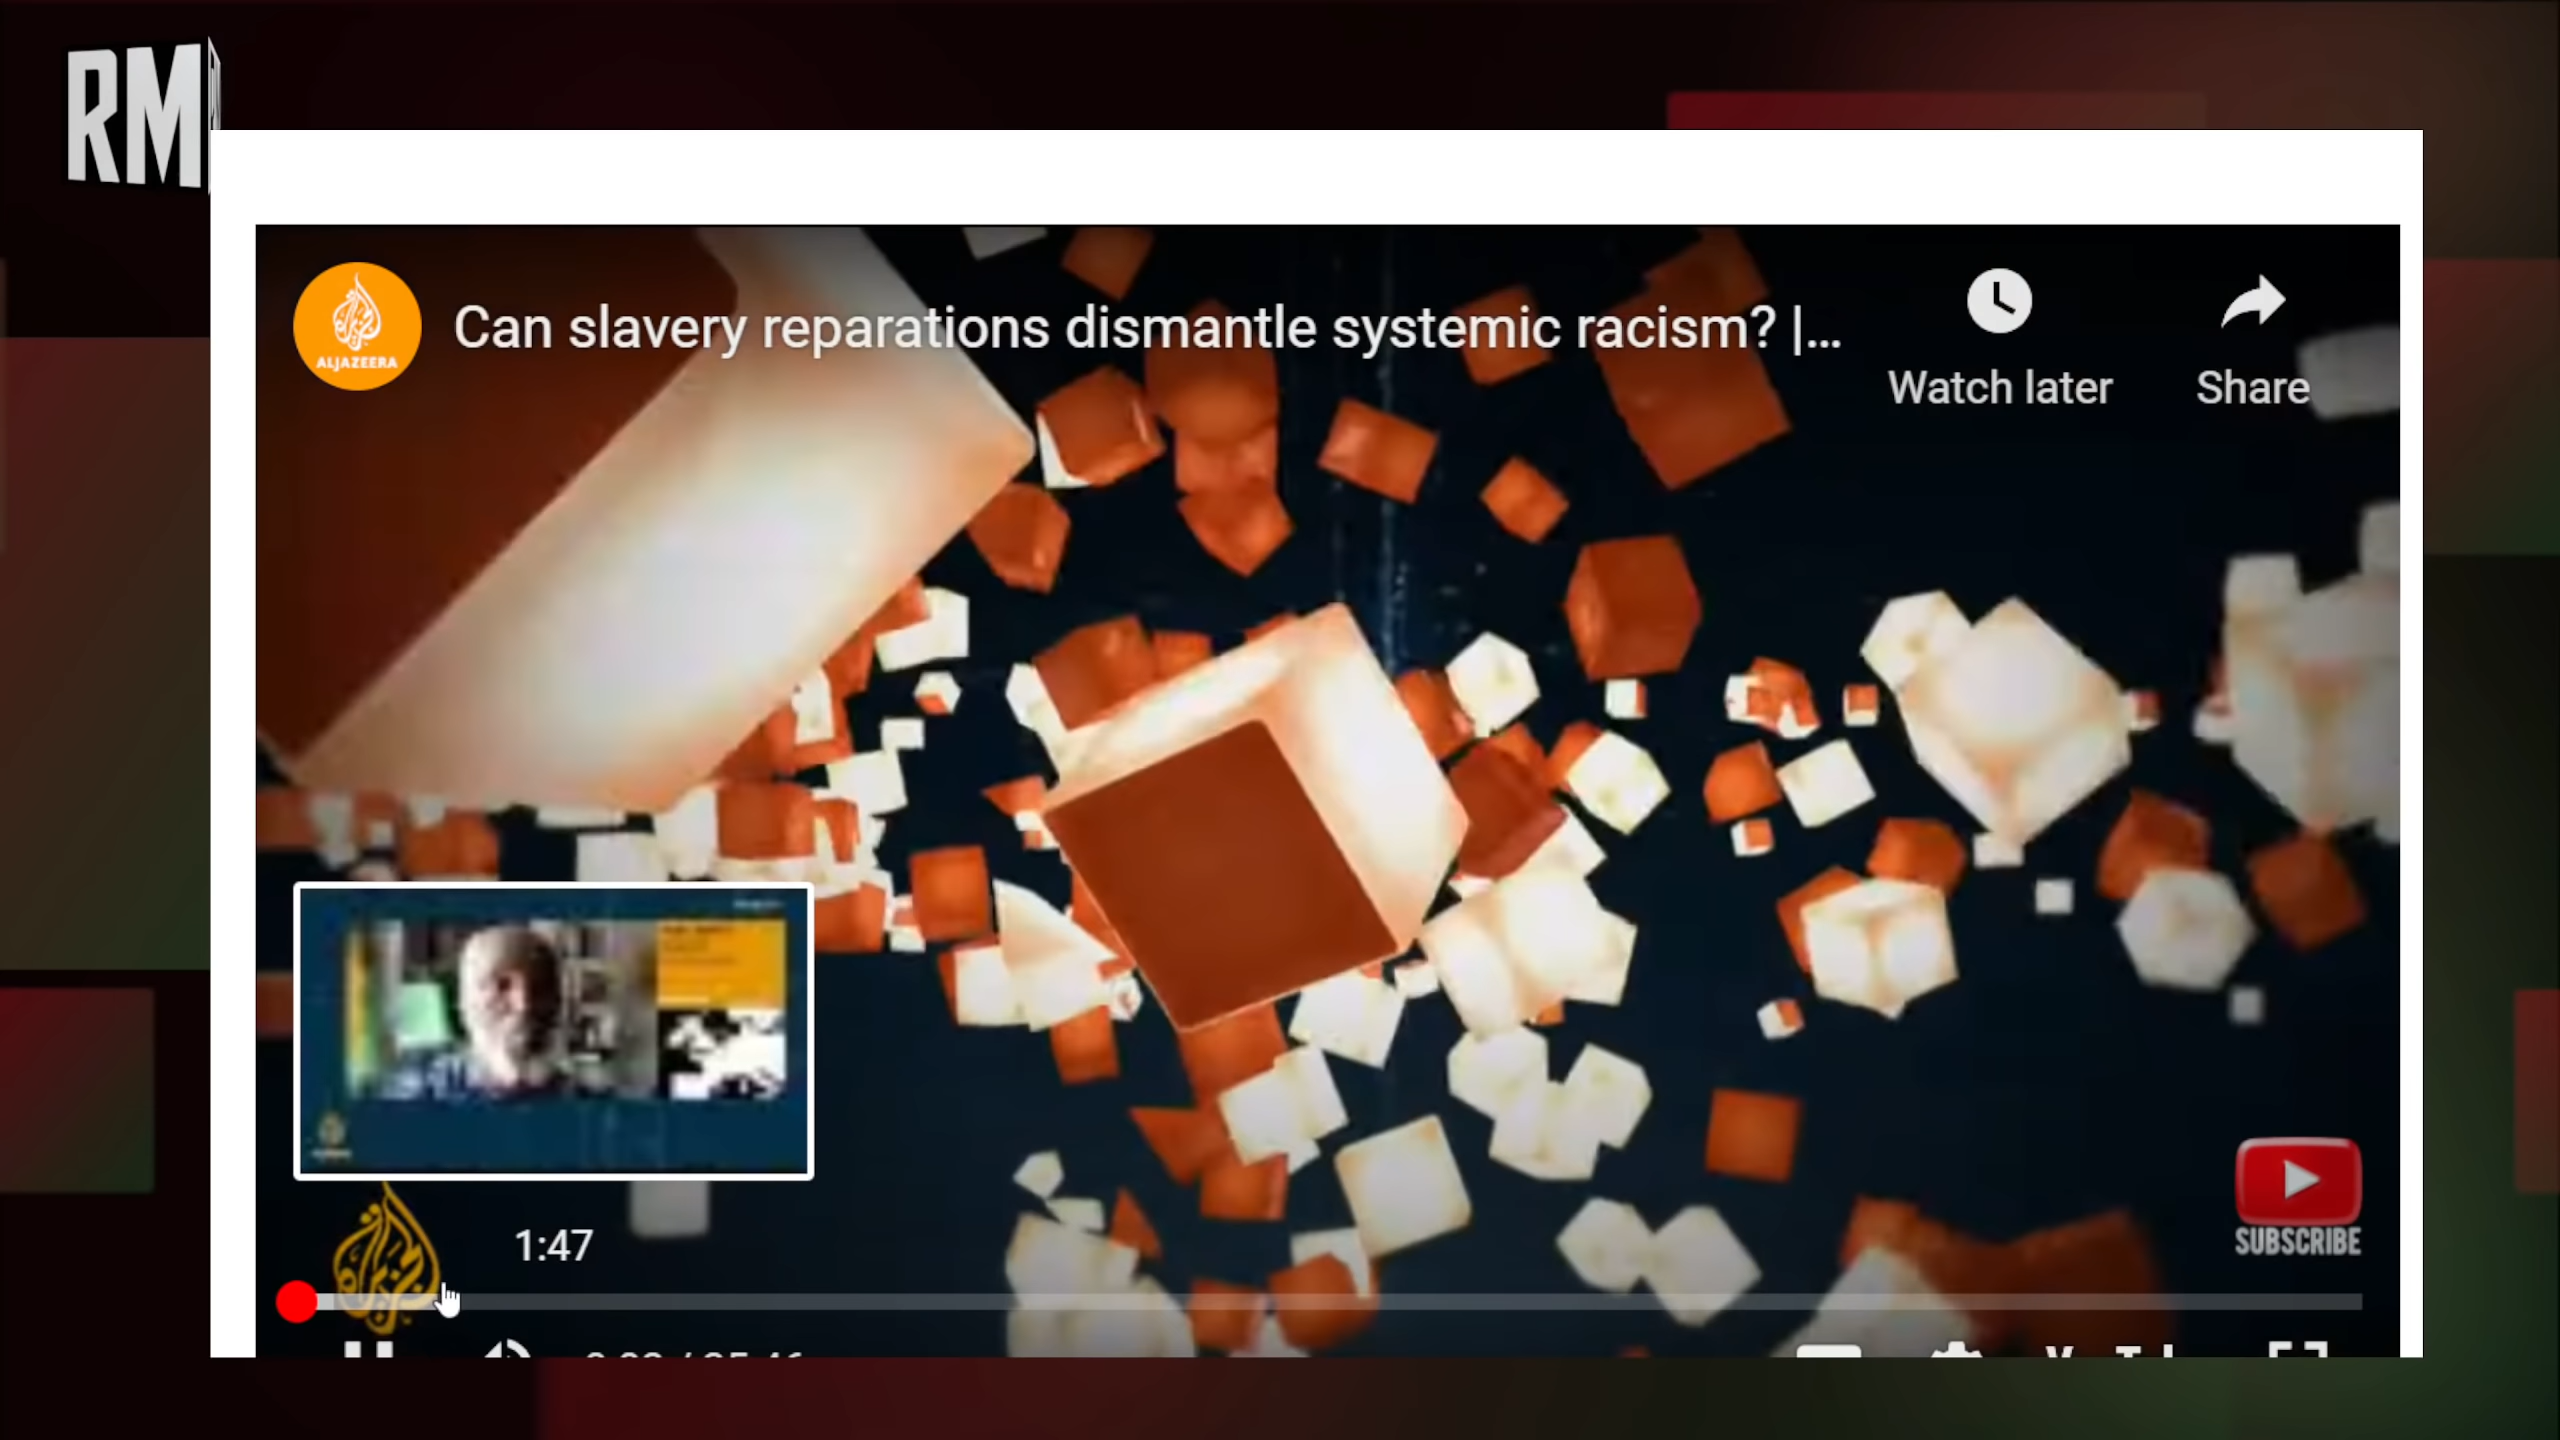 RM
ALJAZEERA
Can slavery reparations dismantle systemic racism? |...
Watch later
Share
1:47
SUBSCRIBE